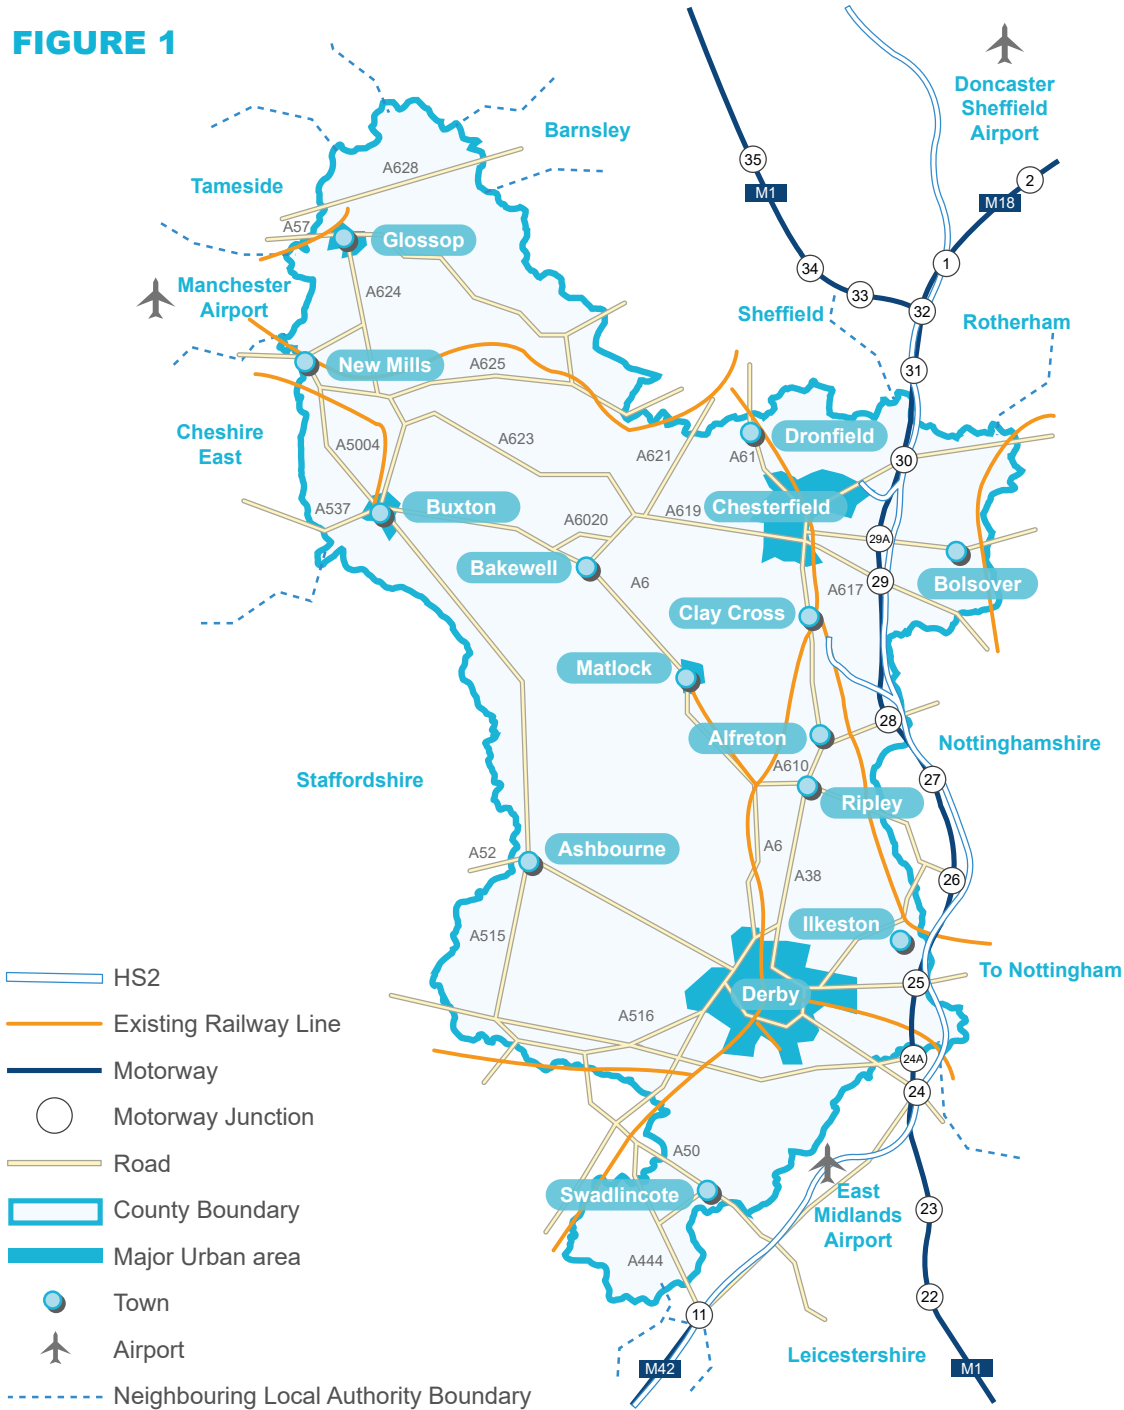 FIGURE 1
Doncaster
Sheffield
Airport
Barnsley
35
A628
2
Tameside
M1
M18
A57
Glossop
34
1
Manchester
Airport
A624
33
32
Sheffield
Rotherham
New Mills
A625
31
Cheshire
East
A5004
A623
A621
A61
Dronfield
30
A537
Buxton
A6020
A619
Chesterfield
29A
Bakewell
A6
A617
29
Bolsover
Clay Cross
Matlock
28
Alfreton
Nottinghamshire
Staffordshire
A610
27
Ripley
A52
Ashbourne
A6
A38
26
Ilkeston
A515
To Nottingham
25
Derby
A516
24A
24
A50
Swadlincote
East
Midlands
Airport
23
A444
22
11
Leicestershire
M42
M1
HS2
Existing Railway Line
Motorway
Motorway Junction
Road
County Boundary
Major Urban area
Town
Airport
Neighbouring Local Authority Boundary